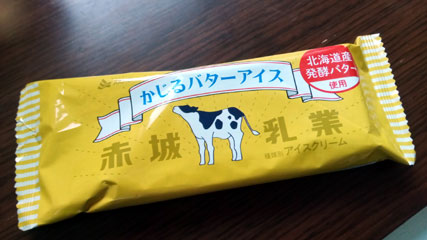 かじるバターアイス
北海道産
発酵バター
使用
赤城 乳業
種類別 アイスクリーム